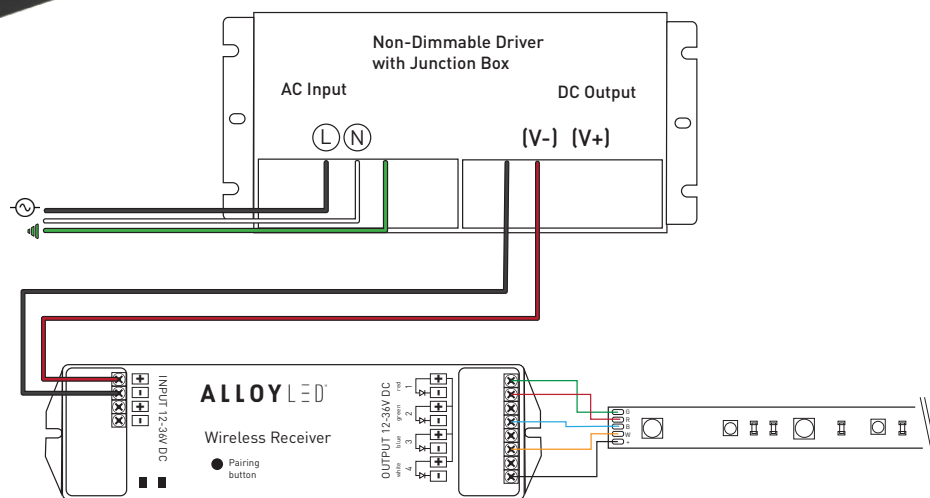 Non-Dimmable Driver
with Junction Box
AC Input
DC Output
L N
(V-) (V+)
INPUT 12-36V DC
+
-
+
-
ALLOYLED
Wireless Receiver
Pairing
button
OUTPUT 12-36V DC
1 red
2 green
3 blue
4 white
+
-
+
-
+
-
+
-
G
R
B
W
+